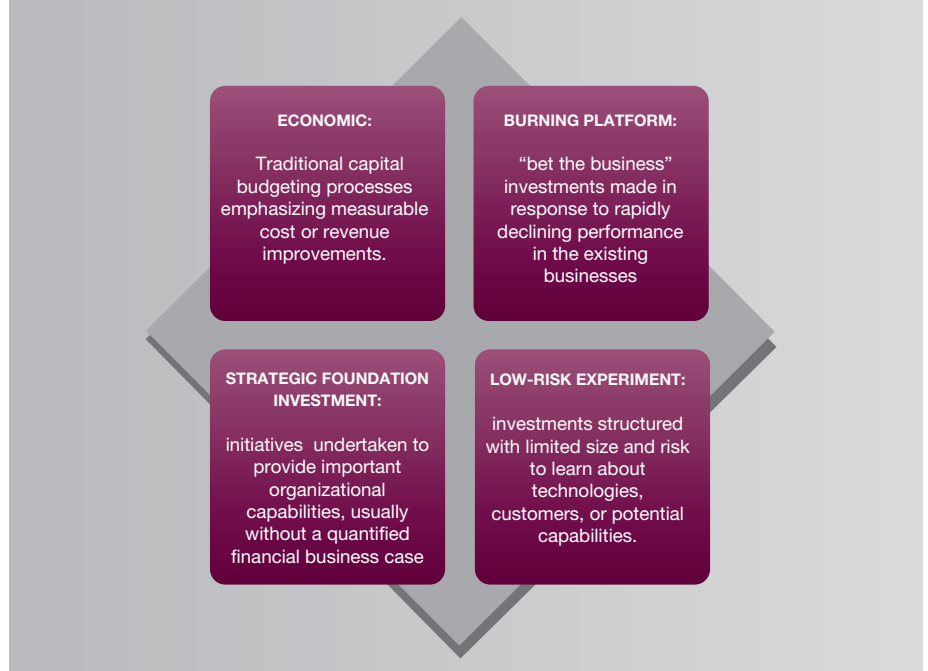 ECONOMIC:
Traditional capital
budgeting processes
emphasizing measurable
cost or revenue
improvements.
BURNING PLATFORM:
“bet the business”
investments made in
response to rapidly
declining performance
in the existing
businesses
STRATEGIC FOUNDATION
INVESTMENT:
initiatives  undertaken to
provide important
organizational
capabilities, usually
without a quantified
financial business case
LOW-RISK EXPERIMENT:
investments structured
with limited size and risk
to learn about
technologies,
customers, or potential
capabilities.